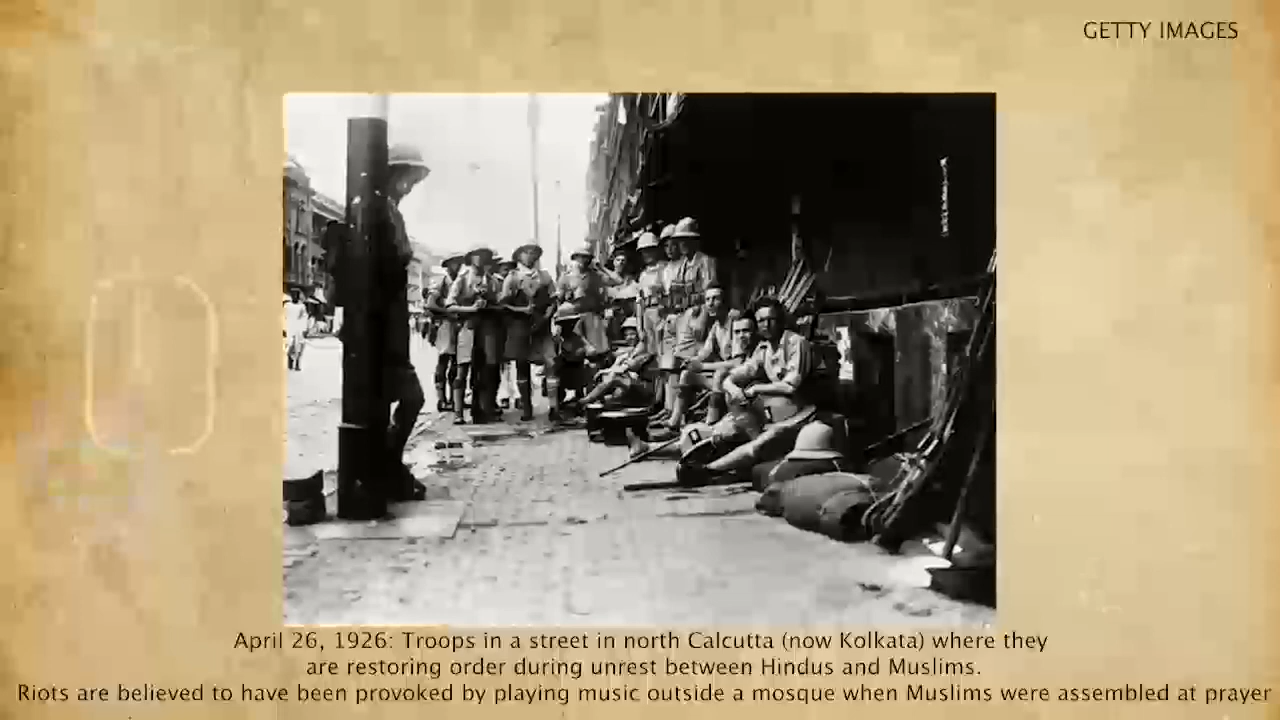 GETTY IMAGES
April 26, 1926: Troops in a street in north Calcutta (now Kolkata) where they
are restoring order during unrest between Hindus and Muslims.
Riots are believed to have been provoked by playing music outside a mosque when Muslims were assembled at prayer